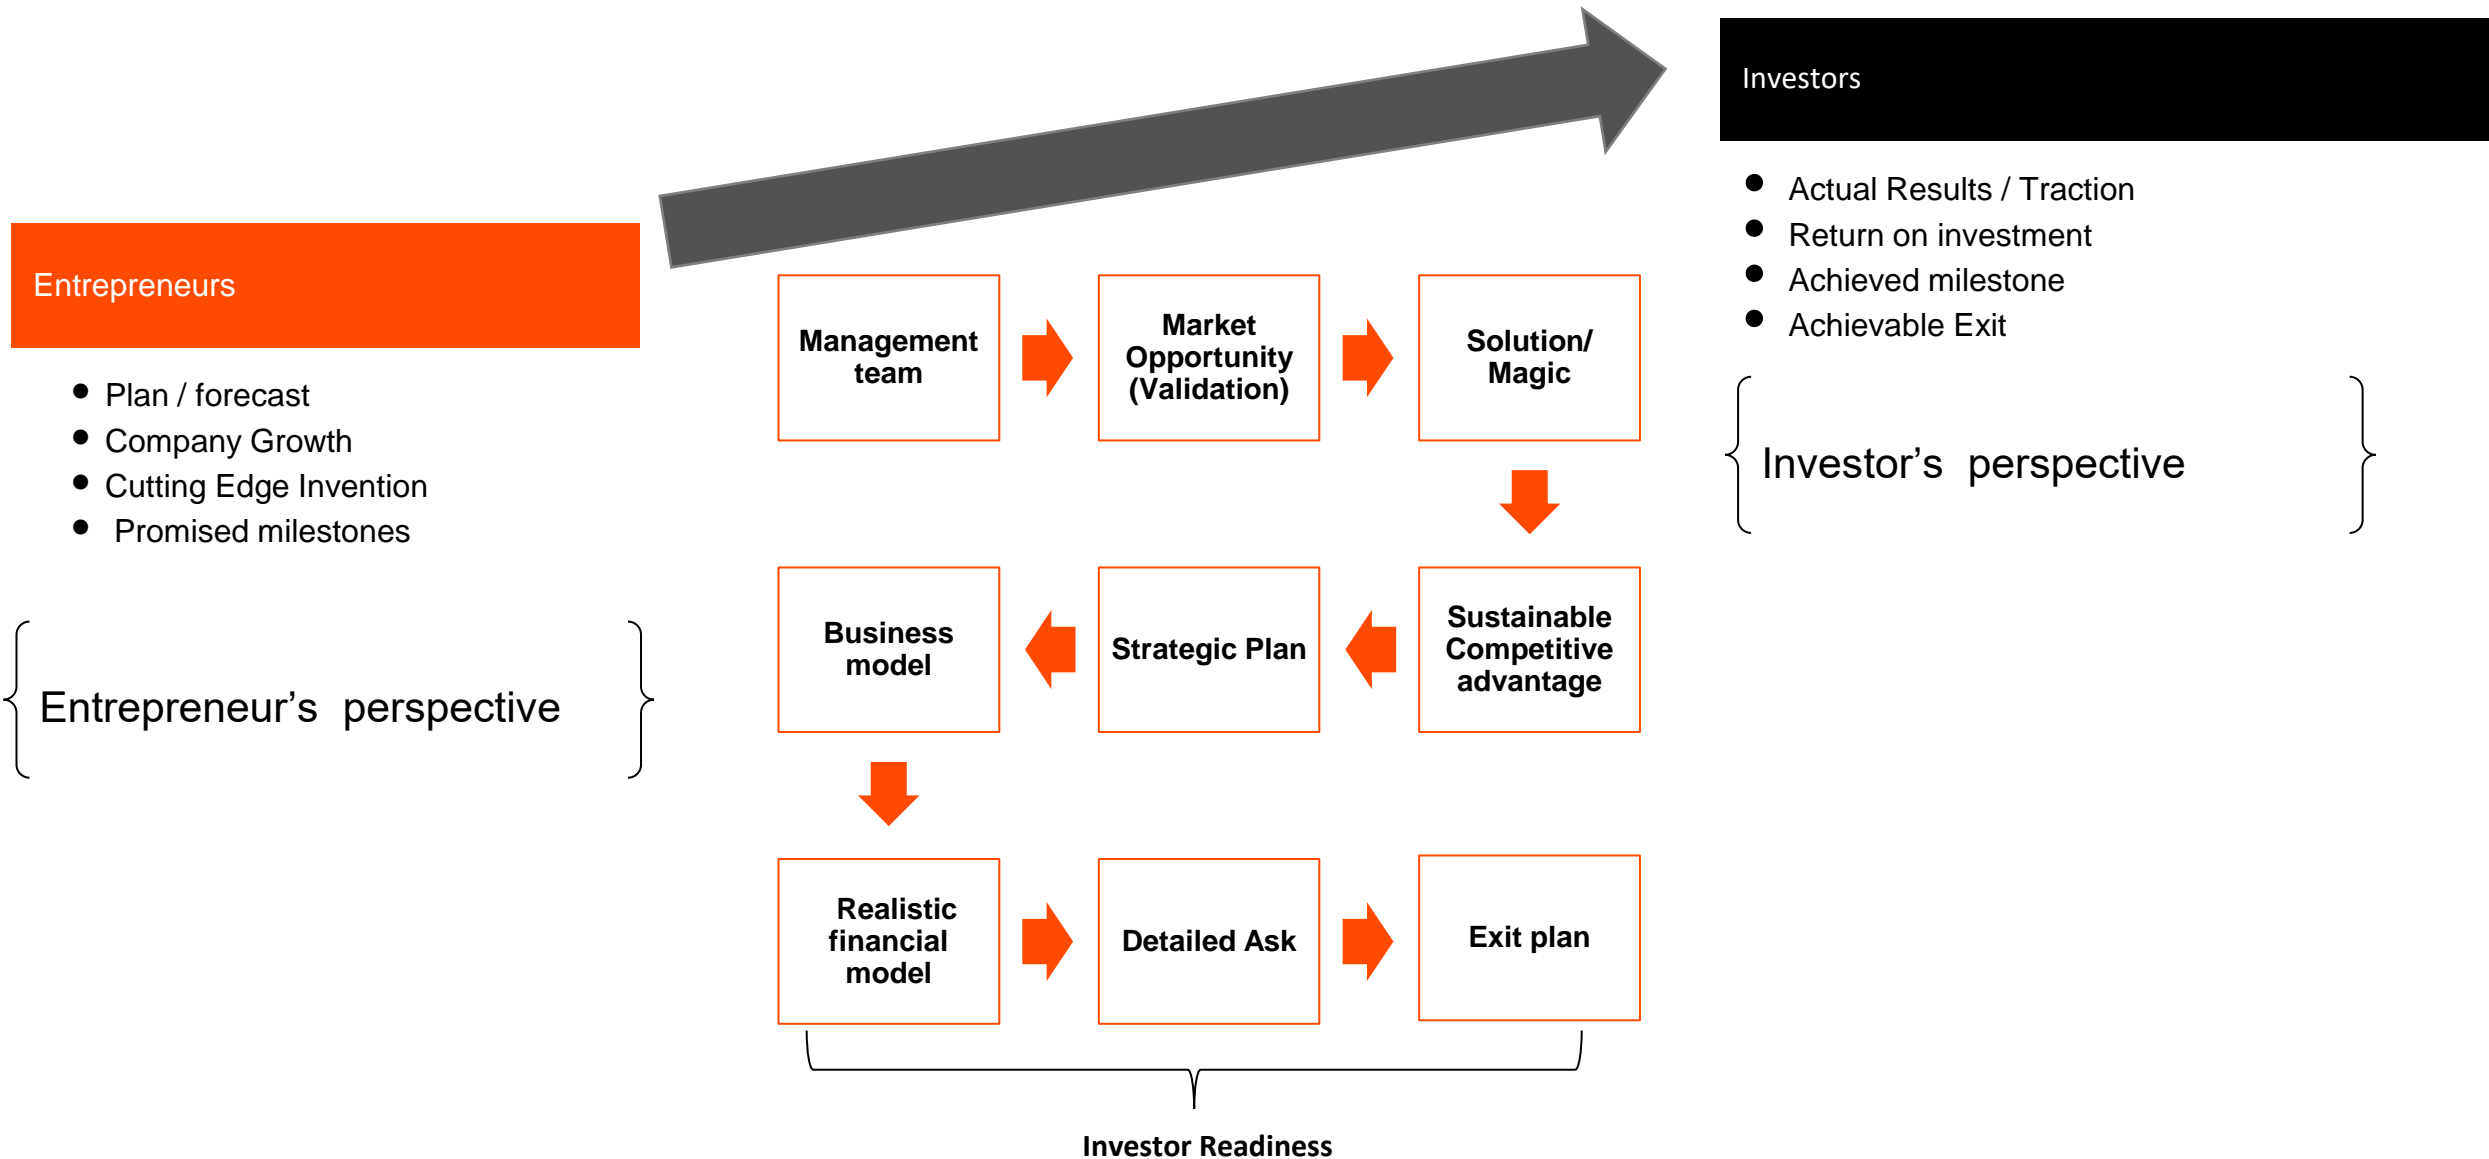 Investors
Actual Results / Traction
Return on investment
Achieved milestone
Achievable Exit
Investor’s perspective
Entrepreneurs
Plan / forecast
Company Growth
Cutting Edge Invention
Promised milestones
Entrepreneur’s perspective
Management
team
Market
Opportunity
(Validation)
Solution/
Magic
Sustainable
Competitive
advantage
Strategic Plan
Business
model
Realistic
financial
model
Detailed Ask
Exit plan
Investor Readiness